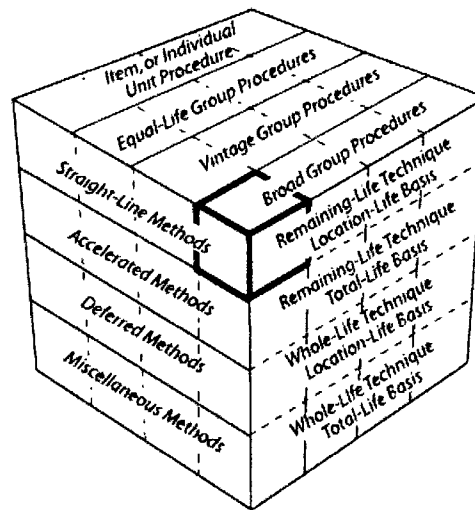 Item, or Individual
Unit Procedure
Equal-Life Group Procedures
Vintage Group Procedures
Broad Group Procedures
Straight-Line Methods
Accelerated Methods
Deferred Methods
Miscellaneous Methods
Remaining-Life Technique
Location-Life Basis
Remaining-Life Technique
Total-Life Basis
Whole-Life Technique
Location-Life Basis
Whole-Life Technique
Total-Life Basis